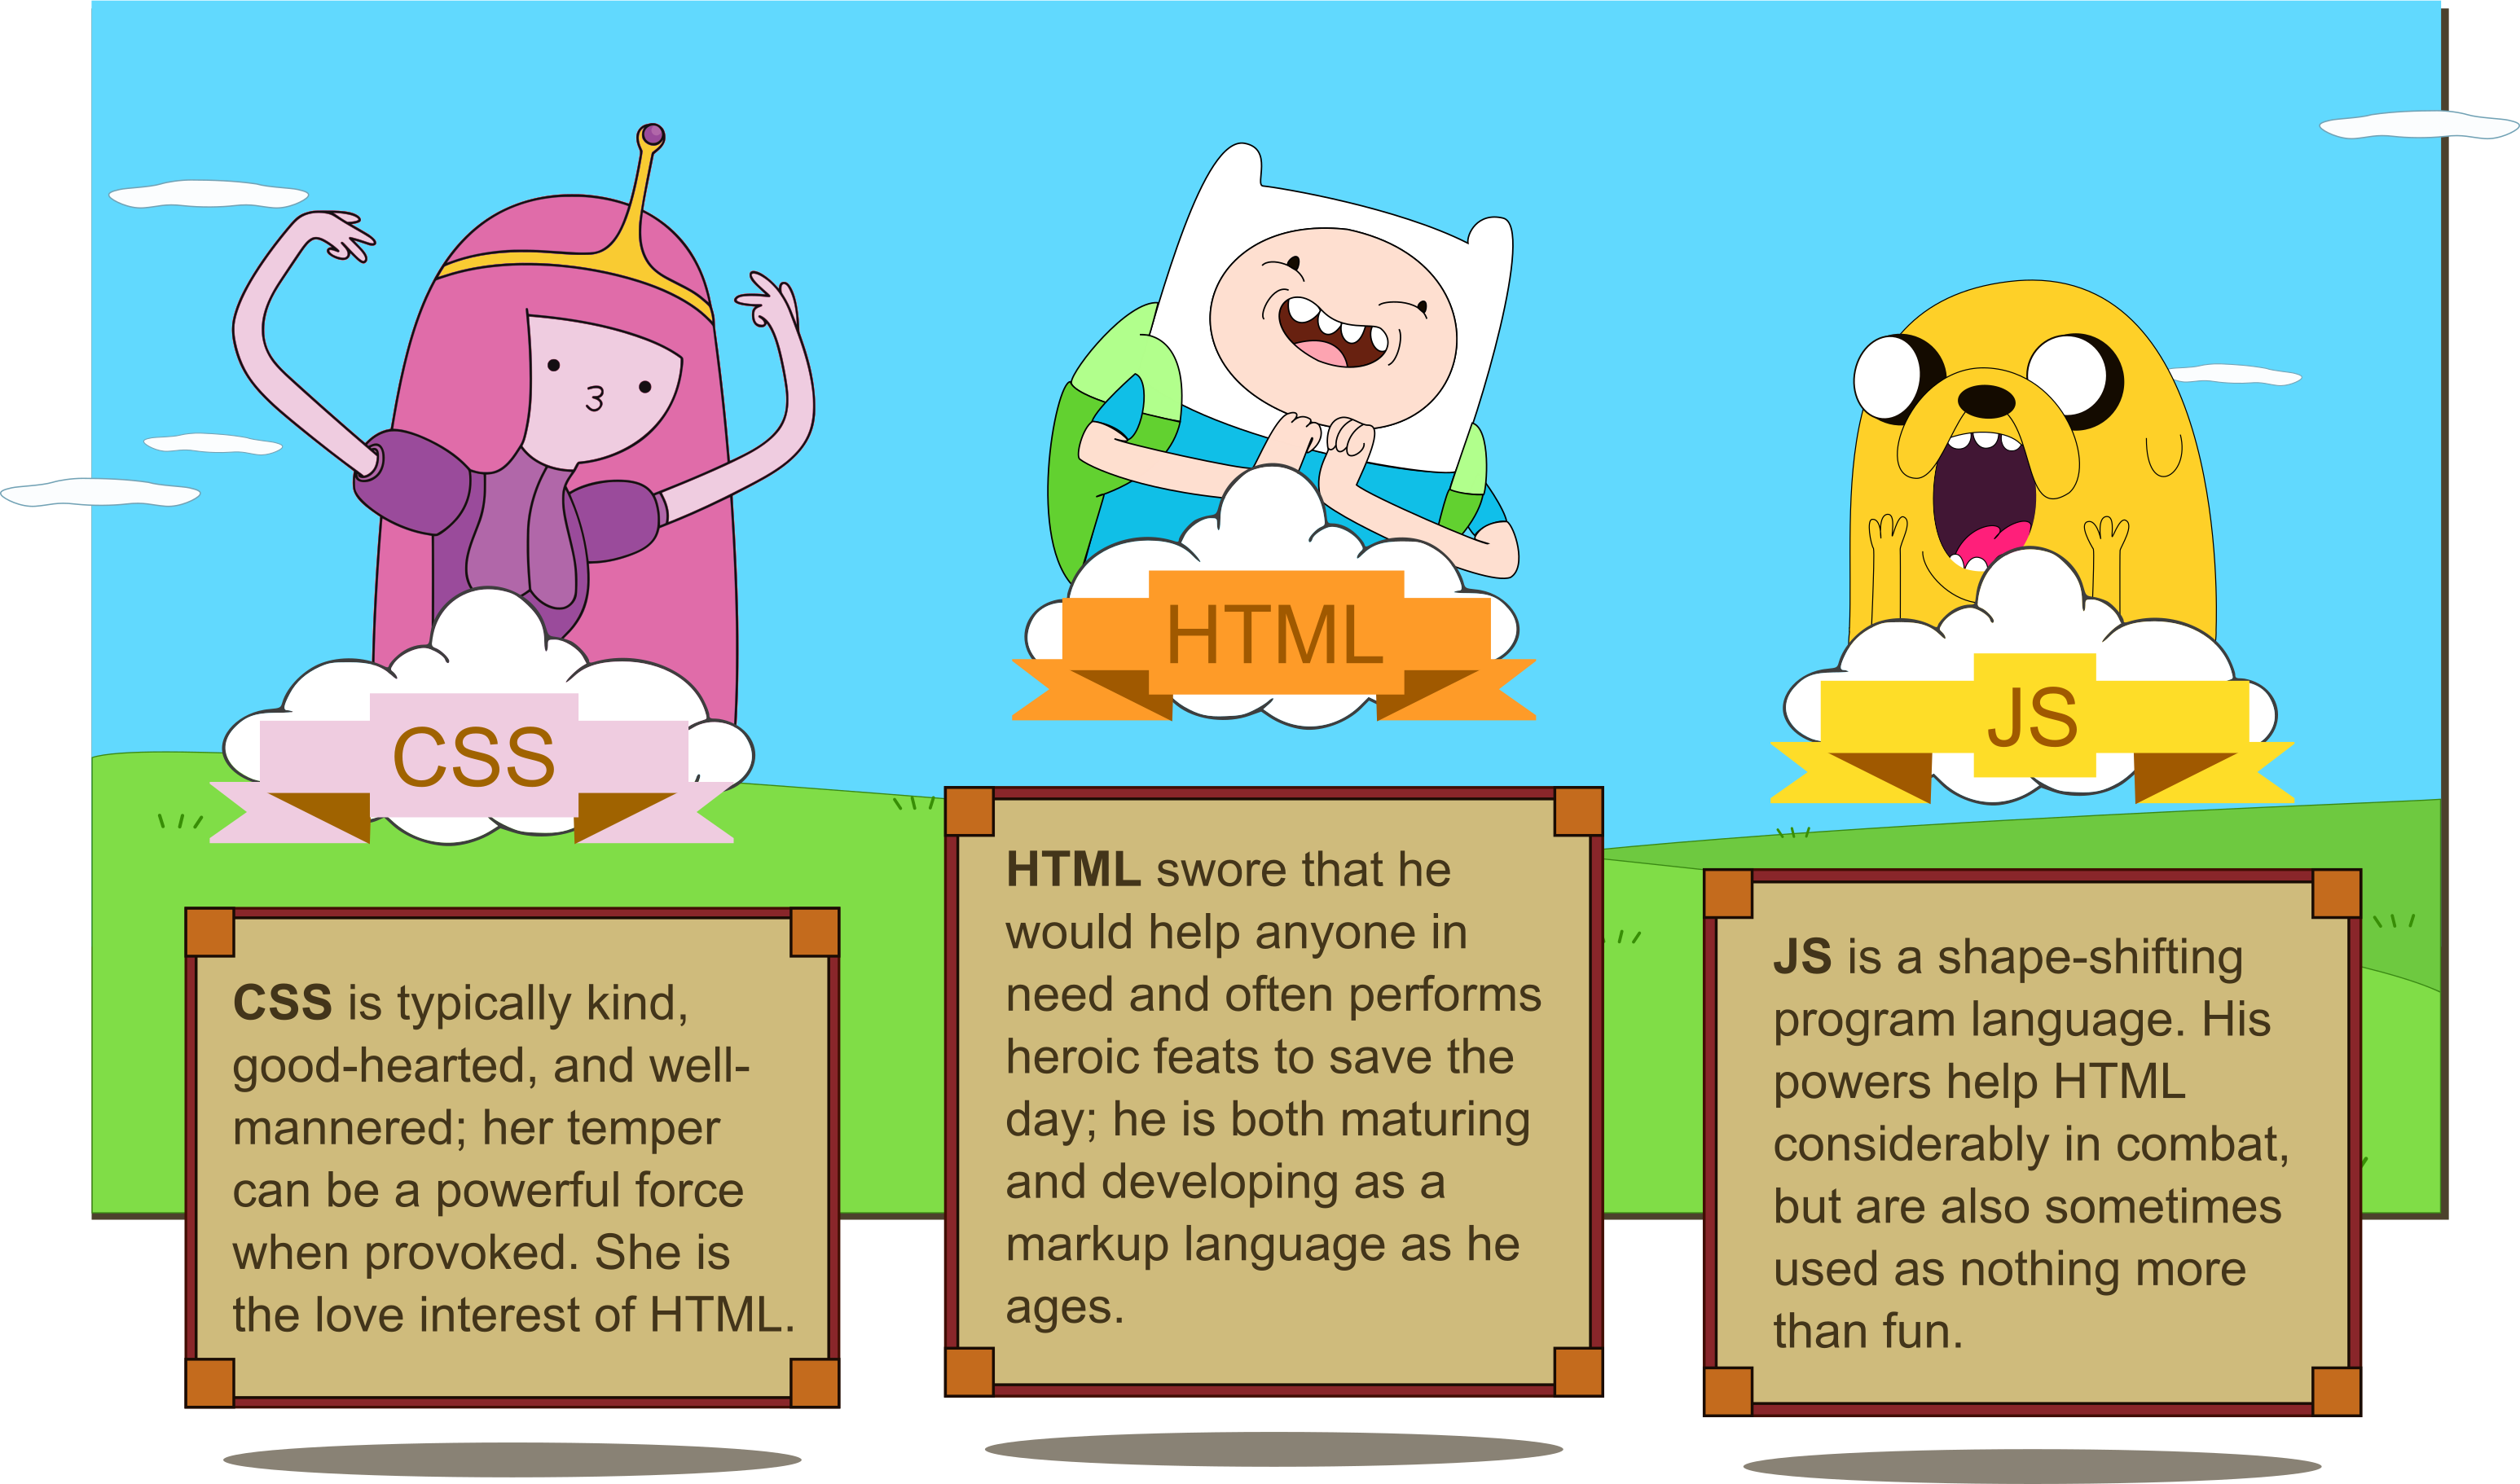 CSS
CSS is typically kind,
good-hearted, and well-
mannered; her temper
can be a powerful force
when provoked. She is
the love interest of HTML.
HTML
HTML swore that he
would help anyone in
need and often performs
heroic feats to save the
day; he is both maturing
and developing as a
markup language as he
ages.
JS
JS is a shape-shifting
program language. His
powers help HTML
considerably in combat,
but are also sometimes
used as nothing more
than fun.